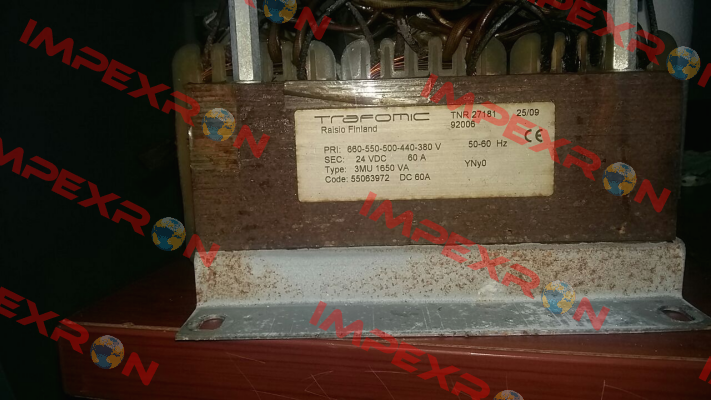 Trafomic TNR 27181 25/09
Raisio Finland 92006
PRI: 660-550-500-440-380 V 50-60 Hz
SEC: 24 VDC 60 A
Type: 3MU 1650 VA YNy0
Code: 55063972 DC 60A
CE
IMPEXRON
IMPEXRON
IMPEXRON
IMPEXRON
IMPEXRON
IMPEXRON